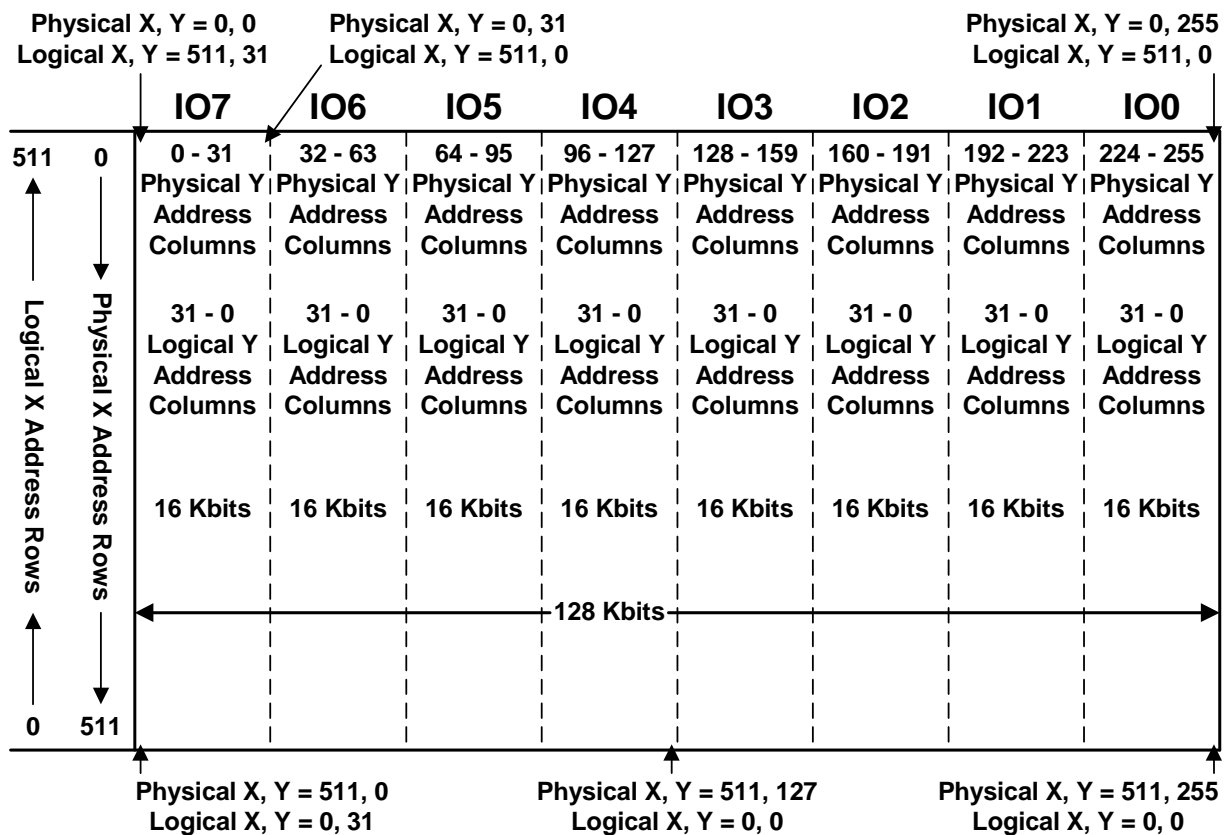 Physical X, Y = 0, 0
Logical X, Y = 511, 31
Physical X, Y = 0, 31
Logical X, Y = 511, 0
Physical X, Y = 0, 255
Logical X, Y = 511, 0
IO7 IO6 IO5 IO4 IO3 IO2 IO1 IO0
511 0
0 - 31 32 - 63 64 - 95 96 - 127 128 - 159 160 - 191 192 - 223 224 - 255
Physical Y Physical Y Physical Y Physical Y Physical Y Physical Y Physical Y Physical Y
Address Address Address Address Address Address Address Address
Columns Columns Columns Columns Columns Columns Columns Columns
Logical X Address Rows
Physical X Address Rows
31 - 0 31 - 0 31 - 0 31 - 0 31 - 0 31 - 0 31 - 0 31 - 0
Logical Y Logical Y Logical Y Logical Y Logical Y Logical Y Logical Y Logical Y
Address Address Address Address Address Address Address Address
Columns Columns Columns Columns Columns Columns Columns Columns
16 Kbits 16 Kbits 16 Kbits 16 Kbits 16 Kbits 16 Kbits 16 Kbits 16 Kbits
128 Kbits
0 511
Physical X, Y = 511, 0
Logical X, Y = 0, 31
Physical X, Y = 511, 127
Logical X, Y = 0, 0
Physical X, Y = 511, 255
Logical X, Y = 0, 0